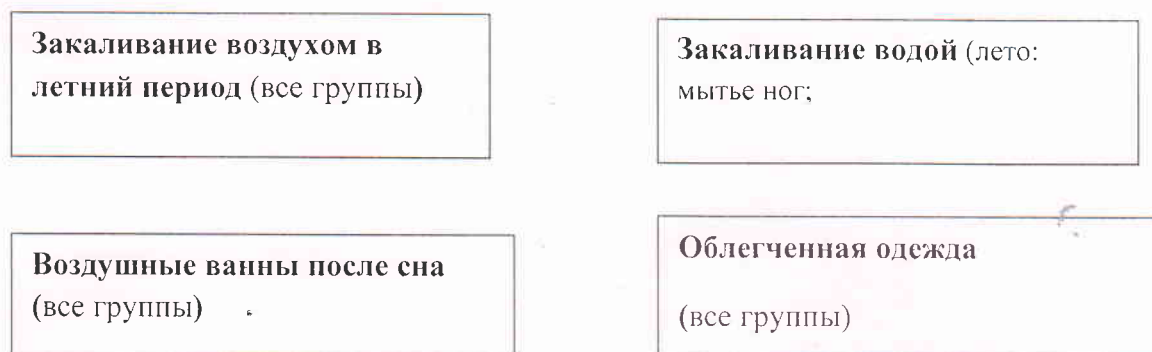 Закаливание воздухом в
летний период (все группы)
Закаливание водой (лето:
мытье ног;
Воздушные ванны после сна
(все группы)
Облегченная одежда
(все группы)